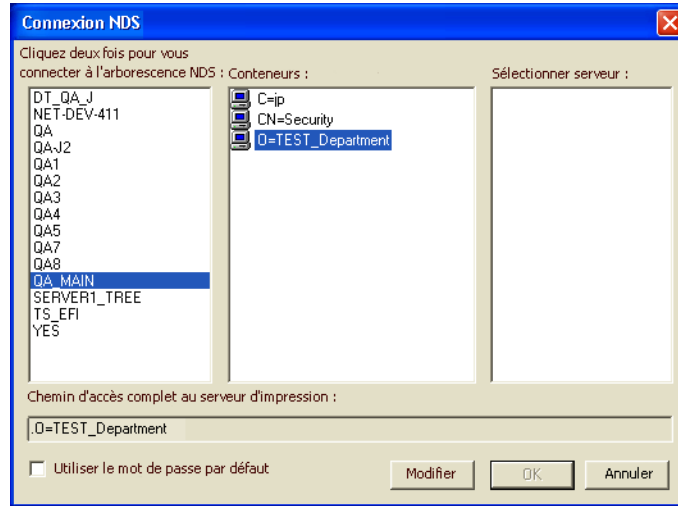 Connexion NDS
Cliquez deux fois pour vous
connecter à l'arborescence NDS :
Conteneurs :
Sélectionner serveur :
DT_QA_J
NET-DEV-411
QA
QA-J2
QA1
QA2
QA3
QA4
QA5
QA7
QA8
QA_MAIN
SERVER1_TREE
TS_EFI
YES
C=jp
CN=Security
O=TEST_Department
Chemin d'accès complet au serveur d'impression :
.O=TEST_Department
Utiliser le mot de passe par défaut
Modifier
OK
Annuler